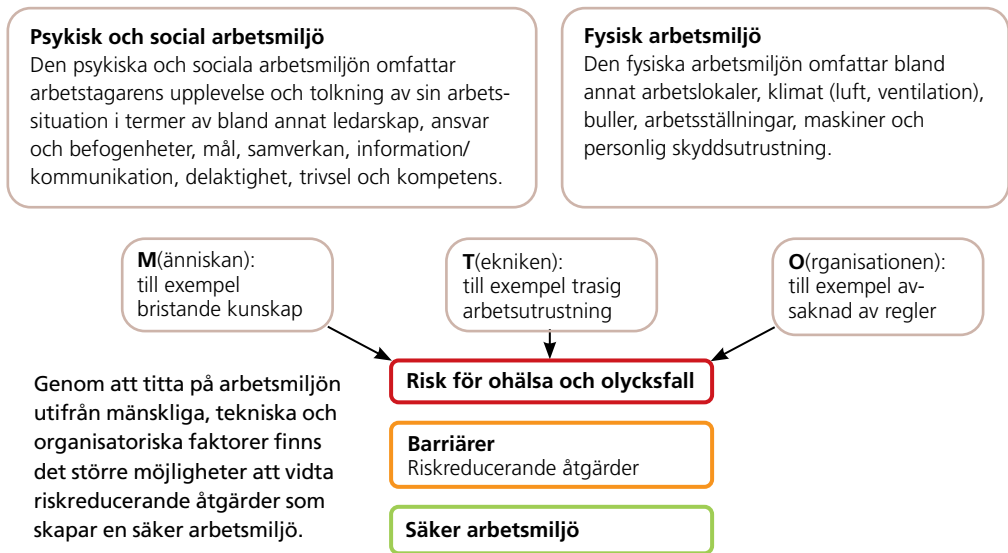 Psykisk och social arbetsmiljö
Den psykiska och sociala arbetsmiljön omfattar
arbetstagarens upplevelse och tolkning av sin arbets-
situation i termer av bland annat ledarskap, ansvar
och befogenheter, mål, samverkan, information/
kommunikation, delaktighet, trivsel och kompetens.
Fysisk arbetsmiljö
Den fysiska arbetsmiljön omfattar bland
annat arbetslokaler, klimat (luft, ventilation),
buller, arbetsställningar, maskiner och
personlig skyddsutrustning.
M(änniskan):
till exempel
bristande kunskap
T(ekniken):
till exempel trasig
arbetsutrustning
O(rganisationen):
till exempel av-
saknad av regler
Genom att titta på arbetsmiljön
utifrån mänskliga, tekniska och
organisatoriska faktorer finns
det större möjligheter att vidta
riskreducerande åtgärder som
skapar en säker arbetsmiljö.
Risk för ohälsa och olycksfall
Barriärer
Riskreducerande åtgärder
Säker arbetsmiljö